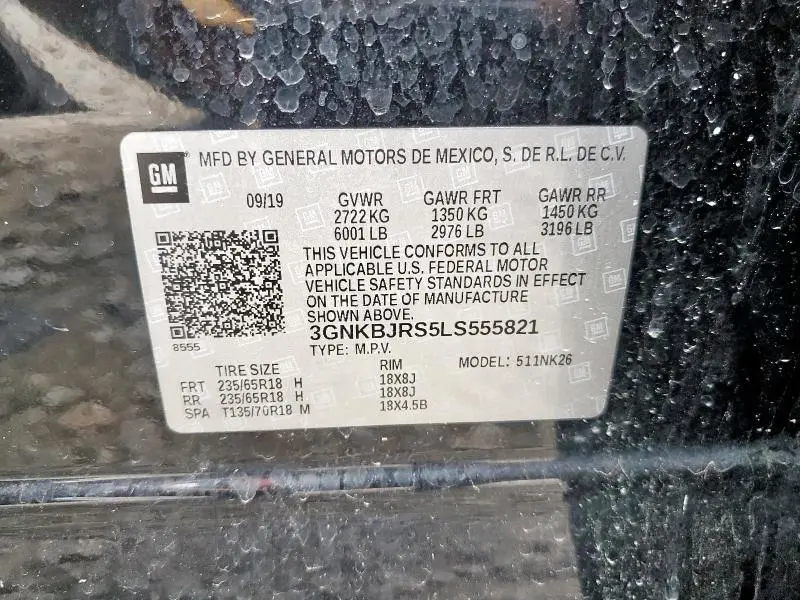 GM MFD BY GENERAL MOTORS DE MEXICO, S. DE R.L. DE C.V.
09/19 GVWR GAWR FRT GAWR RR
2722 KG 1350 KG 1450 KG
6001 LB 2976 LB 3196 LB
THIS VEHICLE CONFORMS TO ALL
APPLICABLE U.S. FEDERAL MOTOR
VEHICLE SAFETY STANDARDS IN EFFECT
ON THE DATE OF MANUFACTURE
SHOWN ABOVE.
3GNKBJRS5LS555821
8555 TYPE: M.P.V. MODEL: 511NK26
TIRE SIZE RIM
FRT 235/65R18 H 18X8J
RR 235/65R18 H 18X8J
SPA T135/70R18 M 18X4.5B